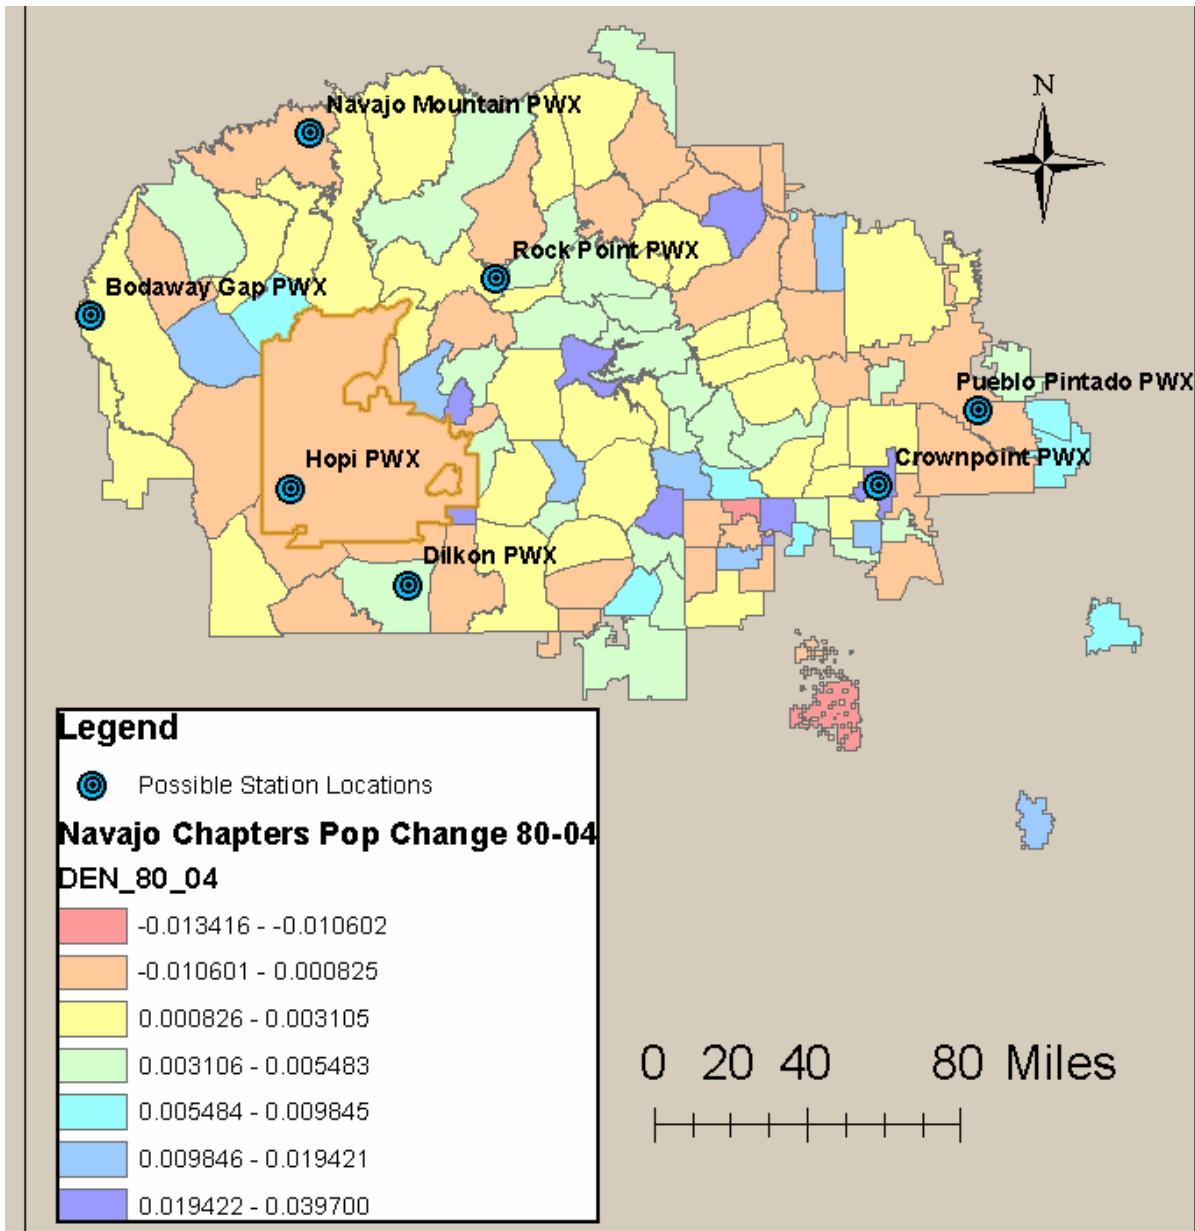 N
Navajo Mountain PWX
Rock Point PWX
Bodaway Gap PWX
Pueblo Pintado PWX
Hopi PWX
Crownpoint PWX
Dilkon PWX
Legend
Possible Station Locations
Navajo Chapters Pop Change 80-04
DEN_80_04
-0.013416 - -0.010602
-0.010601 - 0.000825
0.000826 - 0.003105
0.003106 - 0.005483
0.005484 - 0.009845
0.009846 - 0.019421
0.019422 - 0.039700
0 20 40 80 Miles